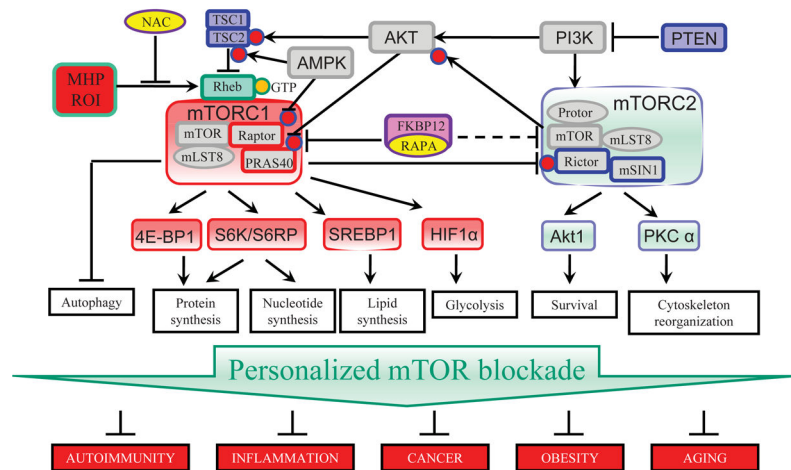 NAC
TSC1
TSC2
AKT
PI3K
PTEN
AMPK
MHP
ROI
Rheb
GTP
mTORC1
mTOR
Raptor
mLST8
PRAS40
FKBP12
RAPA
mTORC2
Protor
mTOR
mLST8
Rictor
mSIN1
4E-BP1
S6K/S6RP
SREBP1
HIF1α
Akt1
PKC α
Autophagy
Protein
synthesis
Nucleotide
synthesis
Lipid
synthesis
Glycolysis
Survival
Cytoskeleton
reorganization
Personalized mTOR blockade
AUTOIMMUNITY
INFLAMMATION
CANCER
OBESITY
AGING